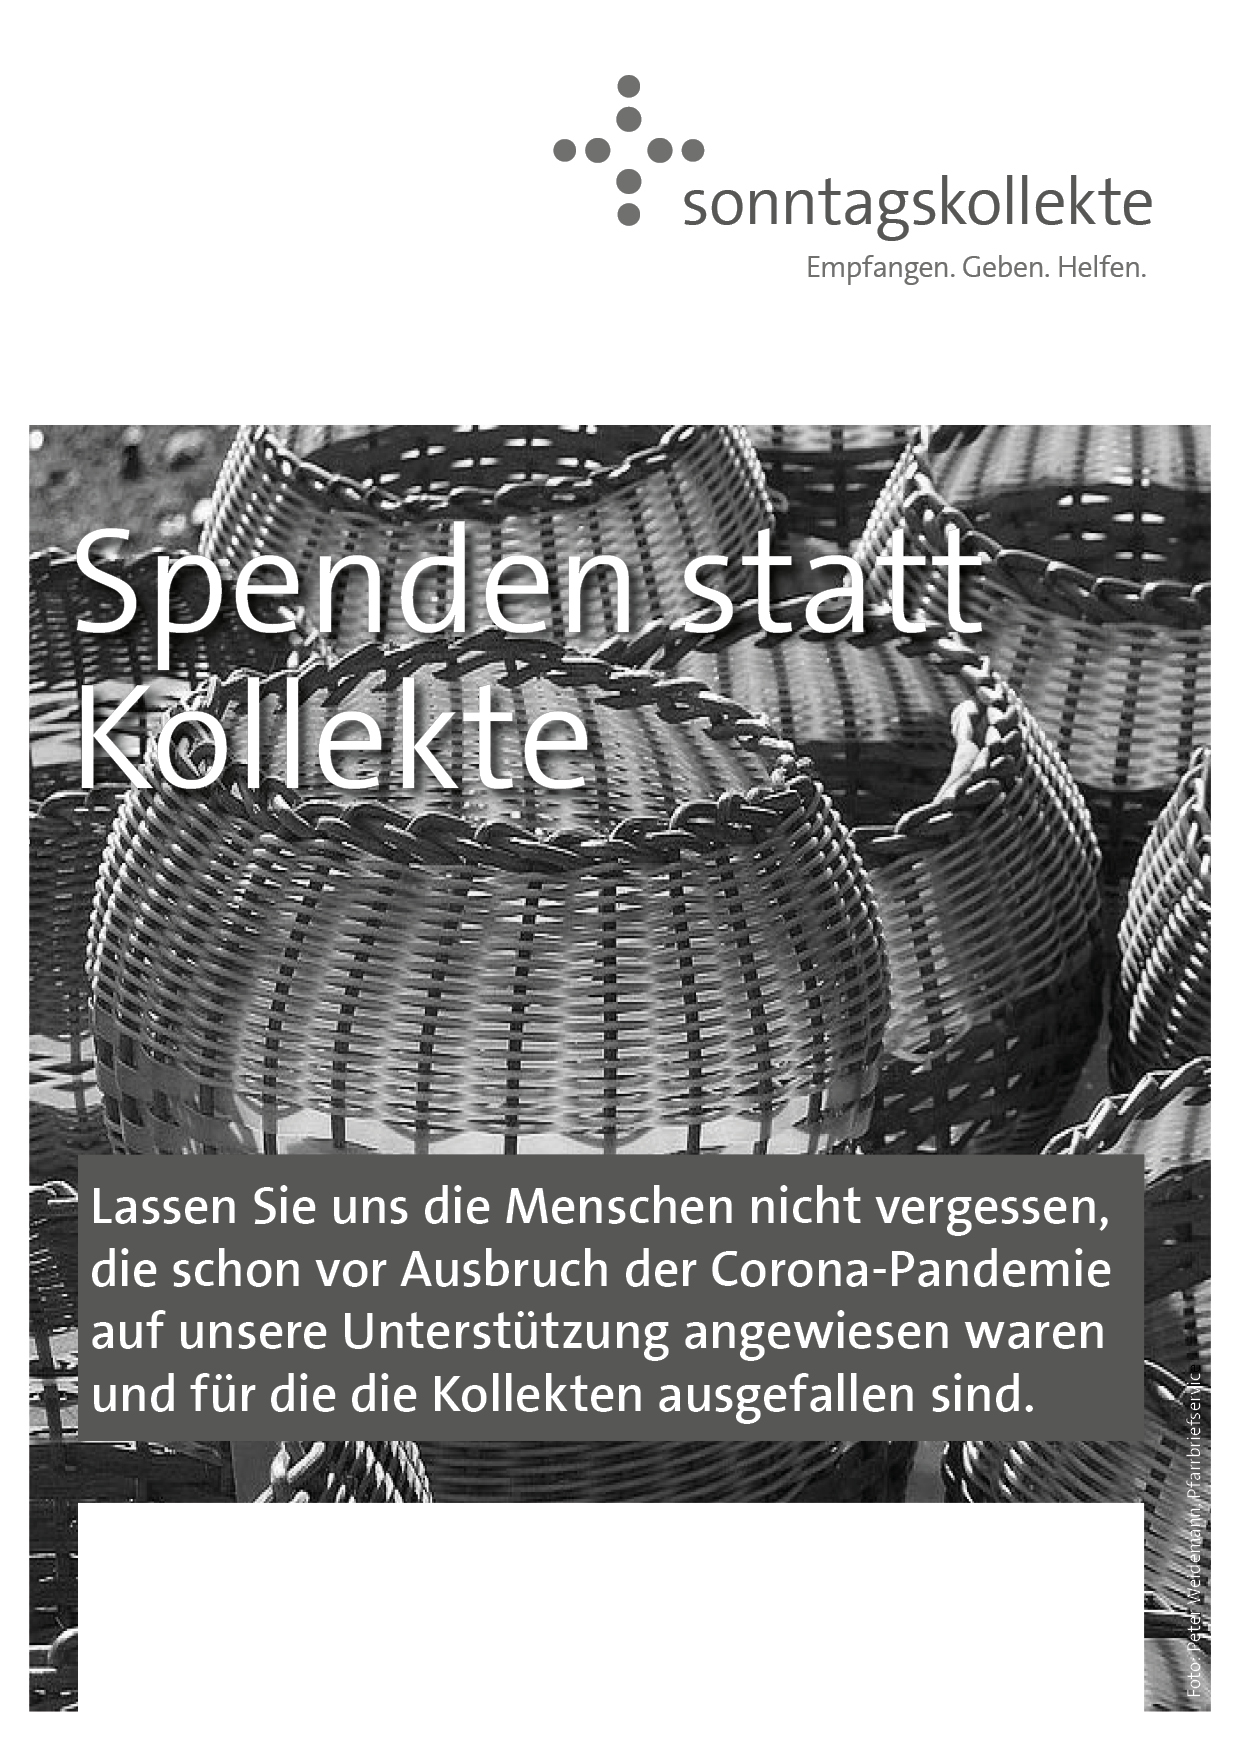 sonntagskollekte
Empfangen. Geben. Helfen.
Spenden statt
Kollekte
Lassen Sie uns die Menschen nicht vergessen,
die schon vor Ausbruch der Corona-Pandemie
auf unsere Unterstützung angewiesen waren
und für die die Kollekten ausgefallen sind.
Foto: Peter Weidemann, Pfarrbriefservice